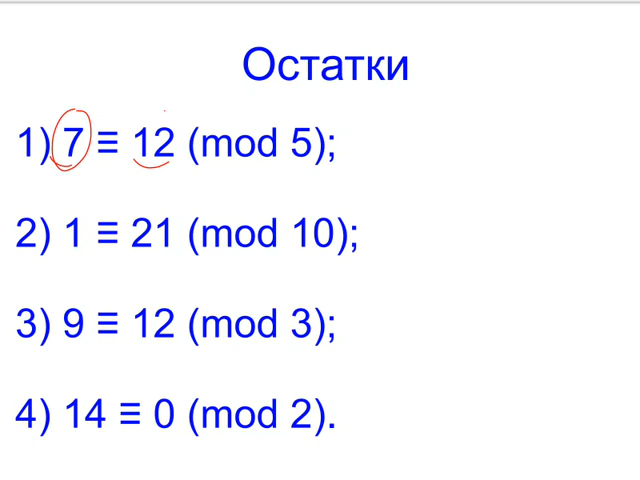 Остатки
1) 7 ≡ 12 (mod 5);
2) 1 ≡ 21 (mod 10);
3) 9 ≡ 12 (mod 3);
4) 14 ≡ 0 (mod 2).